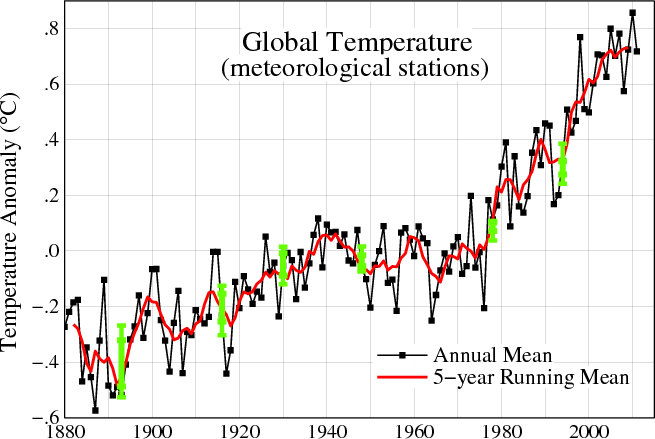 Global Temperature
(meteorological stations)
Temperature Anomaly (°C)
.8
.6
.4
.2
.0
−.2
−.4
−.6
Annual Mean
5−year Running Mean
1880 1900 1920 1940 1960 1980 2000